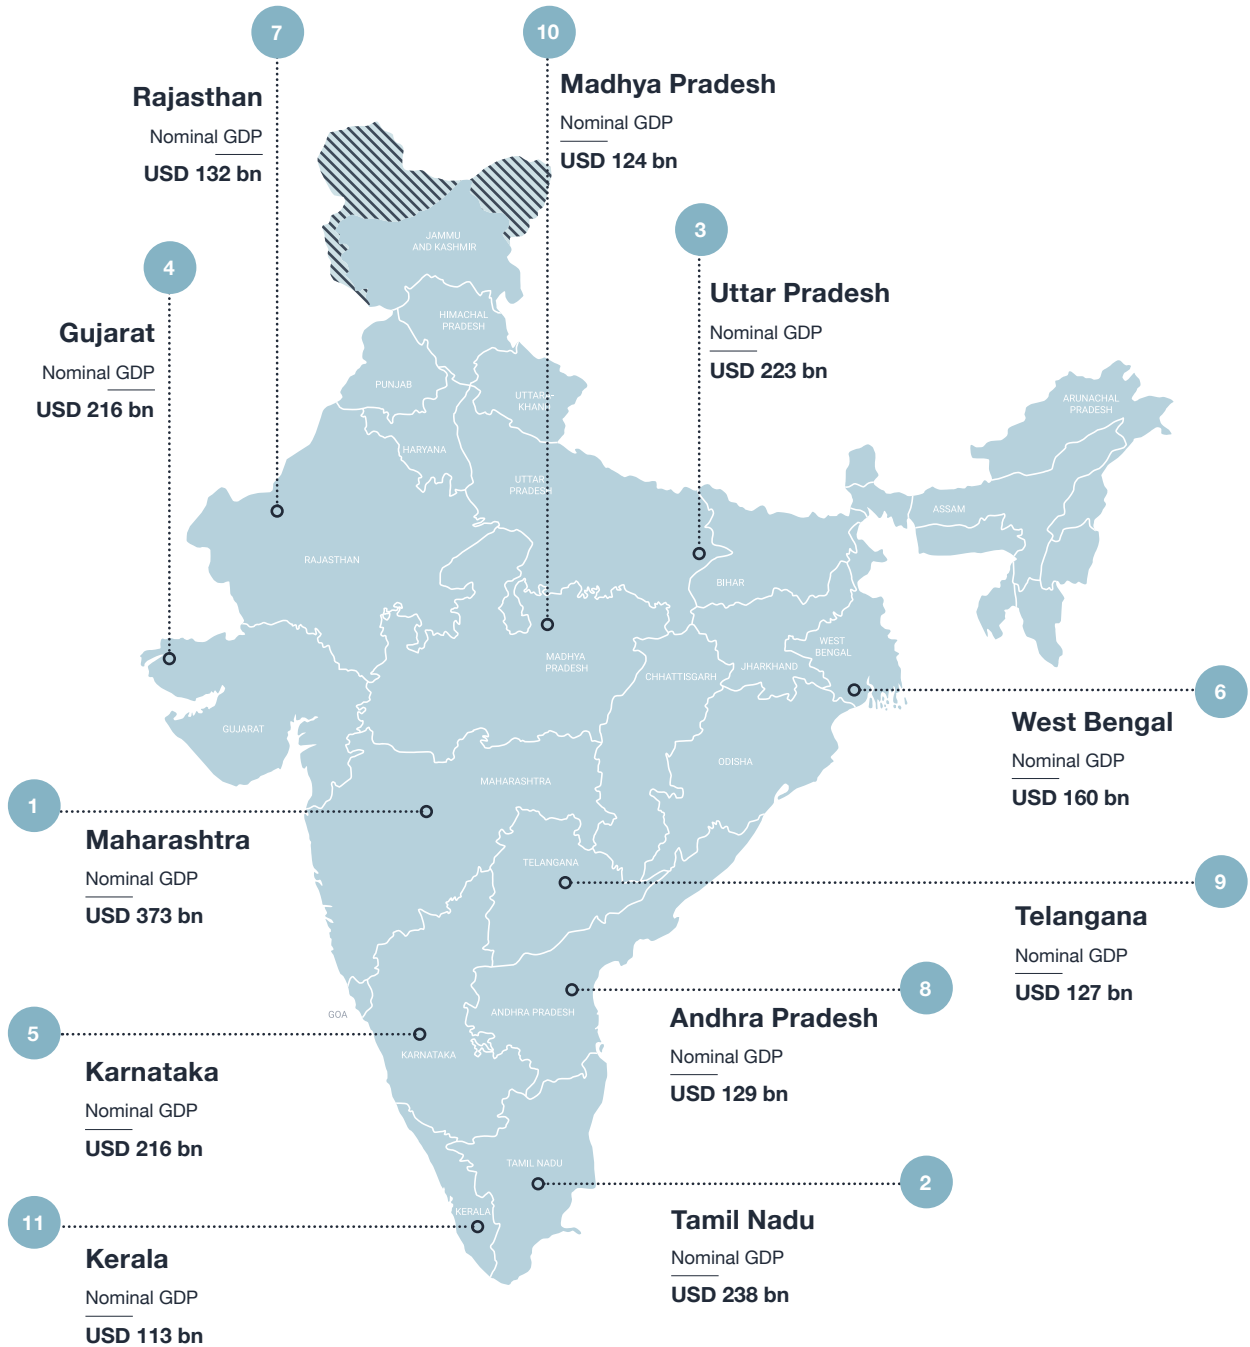 7
Rajasthan
Nominal GDP
USD 132 bn
10
Madhya Pradesh
Nominal GDP
USD 124 bn
3
Uttar Pradesh
Nominal GDP
USD 223 bn
4
Gujarat
Nominal GDP
USD 216 bn
JAMMU
AND KASHMIR
HIMACHAL
PRADESH
PUNJAB
UTTARA-
KHAND
HARYANA
UTTAR
PRADESH
ARUNACHAL
PRADESH
ASSAM
RAJASTHAN
BIHAR
MADHYA
PRADESH
WEST
BENGAL
JHARKHAND
CHHATTISGARH
GUJARAT
ODISHA
MAHARASHTRA
TELANGANA
ANDHRA PRADESH
GOA
KARNATAKA
TAMIL NADU
KERALA
6
West Bengal
Nominal GDP
USD 160 bn
1
Maharashtra
Nominal GDP
USD 373 bn
9
Telangana
Nominal GDP
USD 127 bn
8
Andhra Pradesh
Nominal GDP
USD 129 bn
5
Karnataka
Nominal GDP
USD 216 bn
2
Tamil Nadu
Nominal GDP
USD 238 bn
11
Kerala
Nominal GDP
USD 113 bn